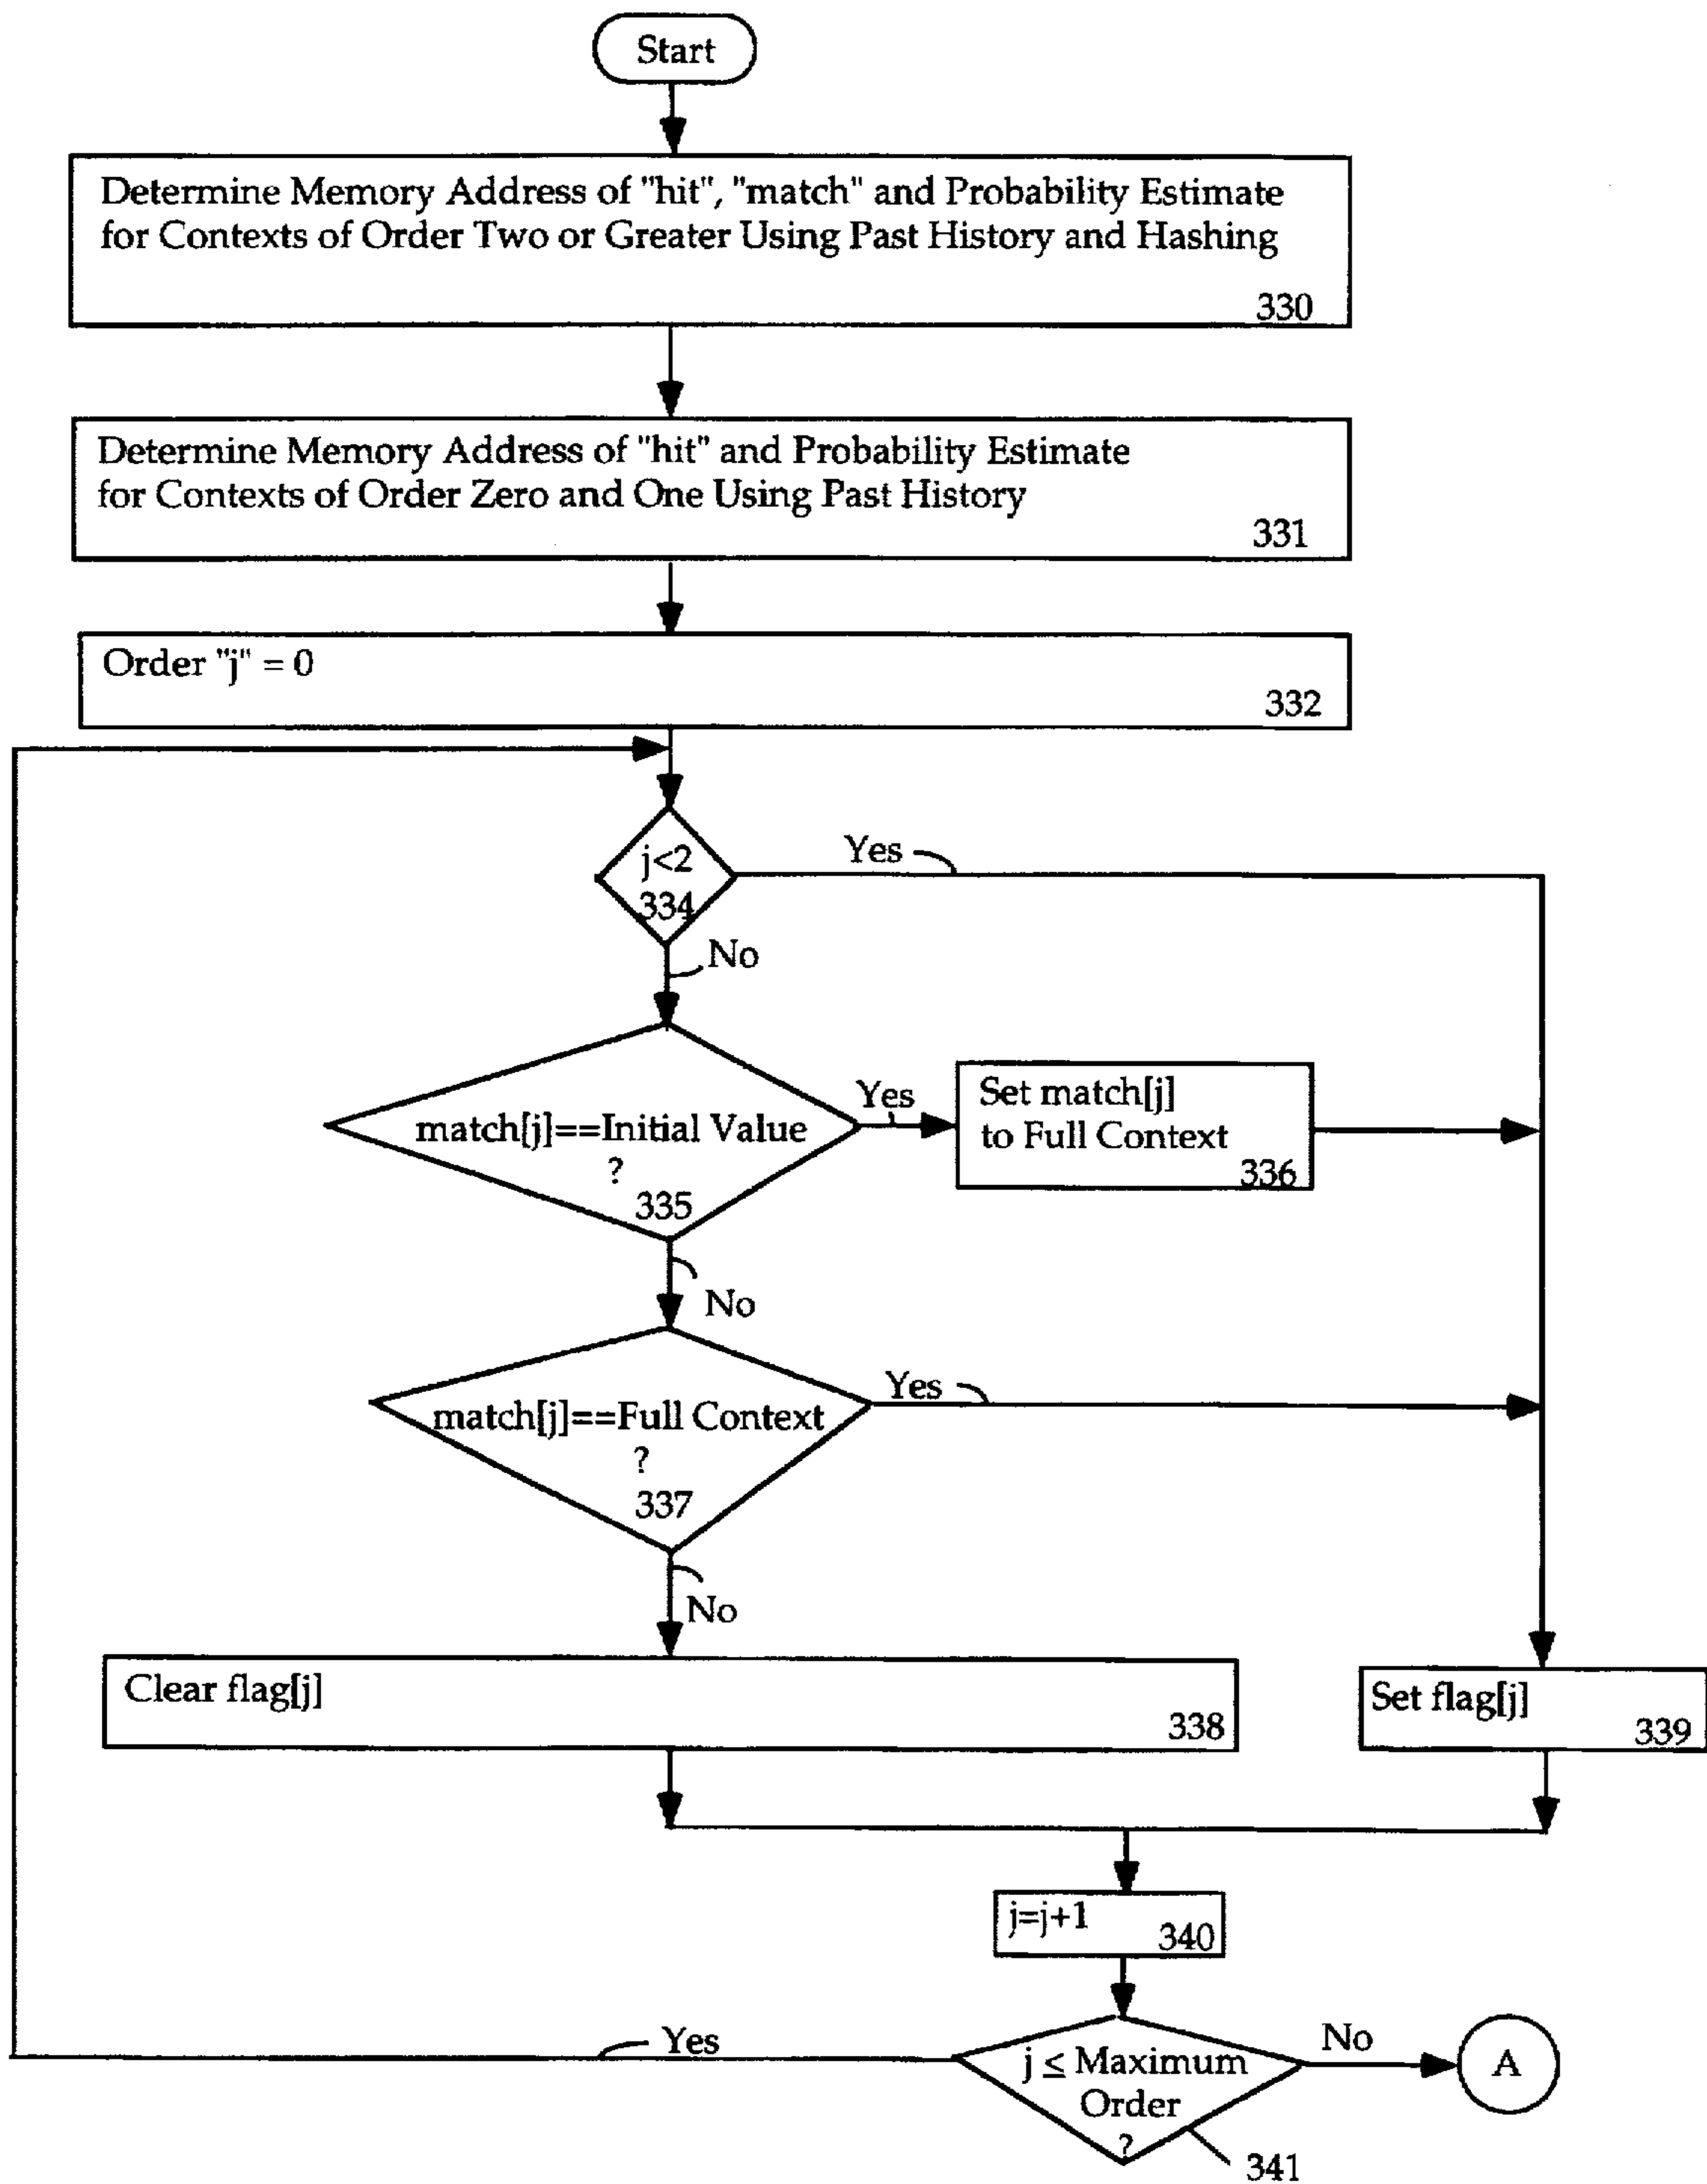 Start
Determine Memory Address of "hit", "match" and Probability Estimate
for Contexts of Order Two or Greater Using Past History and Hashing
330
Determine Memory Address of "hit" and Probability Estimate
for Contexts of Order Zero and One Using Past History
331
Order "j" = 0
332
j<2
334
Yes
No
match[j]==Initial Value
?
335
Yes
Set match[j]
to Full Context
336
No
match[j]==Full Context
?
337
Yes
No
Clear flag[j]
338
Set flag[j]
339
j=j+1
340
j ≤ Maximum
Order
?
341
Yes
No
A